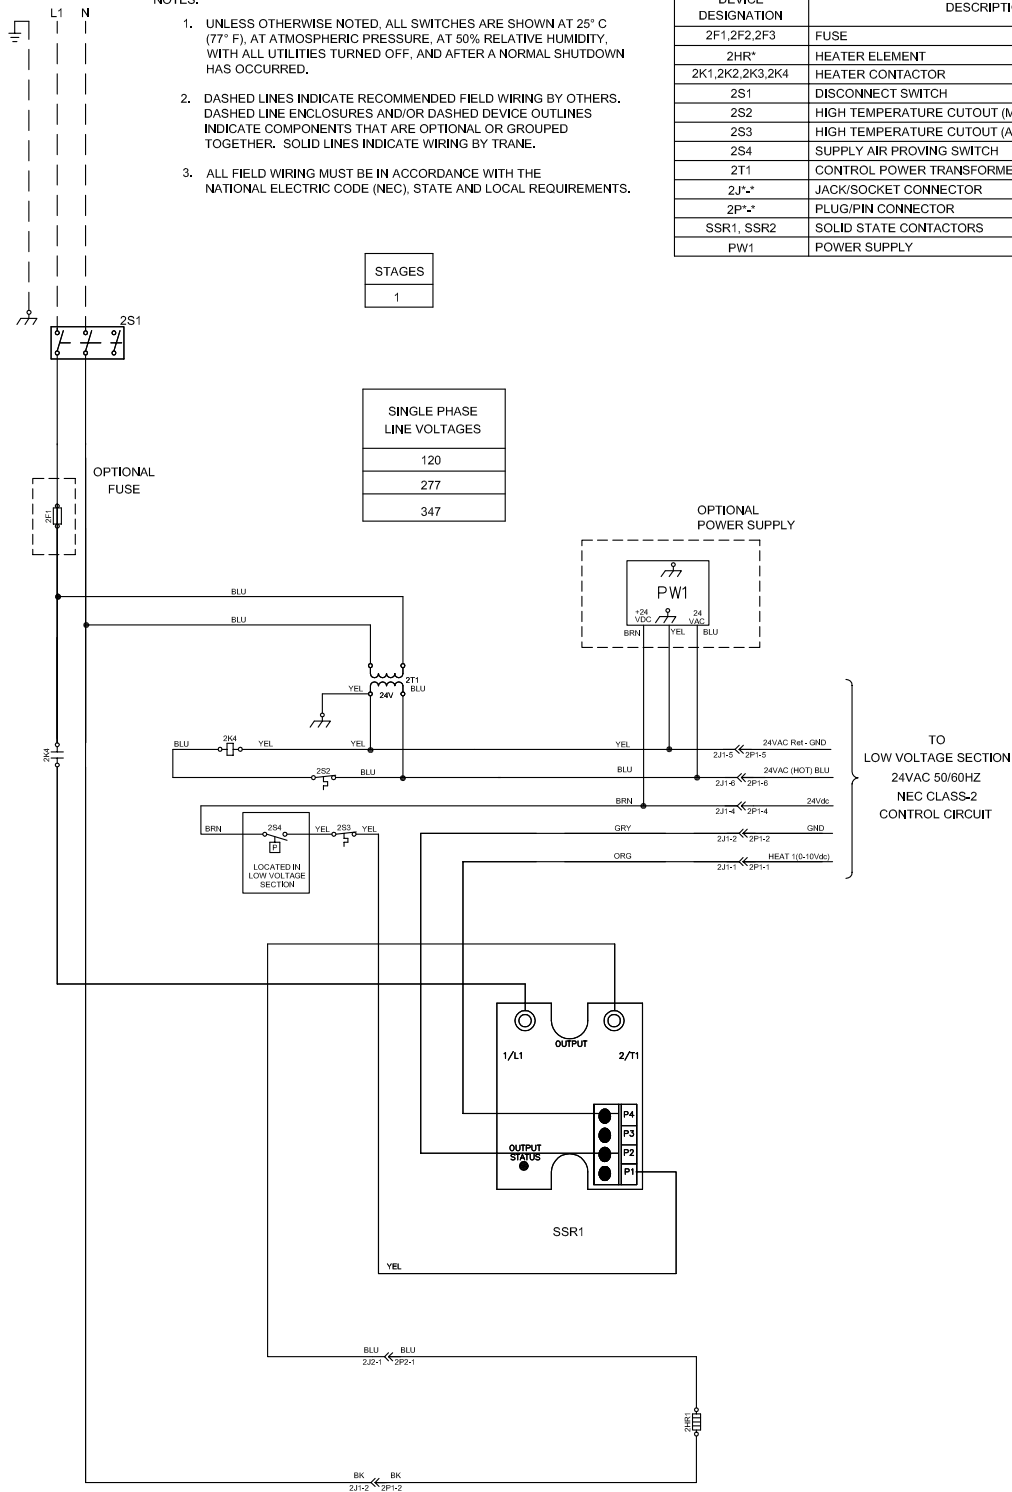 L1 N
NOTES:
1. UNLESS OTHERWISE NOTED, ALL SWITCHES ARE SHOWN AT 25° C
(77° F), AT ATMOSPHERIC PRESSURE, AT 50% RELATIVE HUMIDITY,
WITH ALL UTILITIES TURNED OFF, AND AFTER A NORMAL SHUTDOWN
HAS OCCURRED.
2. DASHED LINES INDICATE RECOMMENDED FIELD WIRING BY OTHERS.
DASHED LINE ENCLOSURES AND/OR DASHED DEVICE OUTLINES
INDICATE COMPONENTS THAT ARE OPTIONAL OR GROUPED
TOGETHER. SOLID LINES INDICATE WIRING BY TRANE.
3. ALL FIELD WIRING MUST BE IN ACCORDANCE WITH THE
NATIONAL ELECTRIC CODE (NEC), STATE AND LOCAL REQUIREMENTS.
DEVICE
DESIGNATION DESCRIPTI
2F1,2F2,2F3 FUSE
2HR* HEATER ELEMENT
2K1,2K2,2K3,2K4 HEATER CONTACTOR
2S1 DISCONNECT SWITCH
2S2 HIGH TEMPERATURE CUTOUT (M
2S3 HIGH TEMPERATURE CUTOUT (A
2S4 SUPPLY AIR PROVING SWITCH
2T1 CONTROL POWER TRANSFORME
2J*-* JACK/SOCKET CONNECTOR
2P*-* PLUG/PIN CONNECTOR
SSR1, SSR2 SOLID STATE CONTACTORS
PW1 POWER SUPPLY
STAGES
1
2S1
SINGLE PHASE
LINE VOLTAGES
120
277
347
OPTIONAL
FUSE
2F1
OPTIONAL
POWER SUPPLY
PW1
+24
VDC
24
VAC
BRN YEL BLU
BLU
BLU
2T1
YEL 24V BLU
2K4
BLU 2K4 YEL YEL YEL 2J1-5 2P1-5 24VAC Ret - GND
2S2 BLU BLU 2J1-6 2P1-6 24VAC (HOT) BLU
BRN 2J1-4 2P1-4 24Vdc
BRN 2S4 YEL 2S3 YEL GRY 2J1-2 2P1-2 GND
P
LOCATED IN
LOW VOLTAGE
SECTION
ORG 2J1-1 2P1-1 HEAT 1(0-10Vdc)
TO
LOW VOLTAGE SECTION
24VAC 50/60HZ
NEC CLASS-2
CONTROL CIRCUIT
OUTPUT
1/L1 2/T1
P4
P3
P2
P1
OUTPUT
STATUS
SSR1
YEL
BLU BLU
2J2-1 2P2-1
2HR1
BK BK
2J1-2 2P1-2